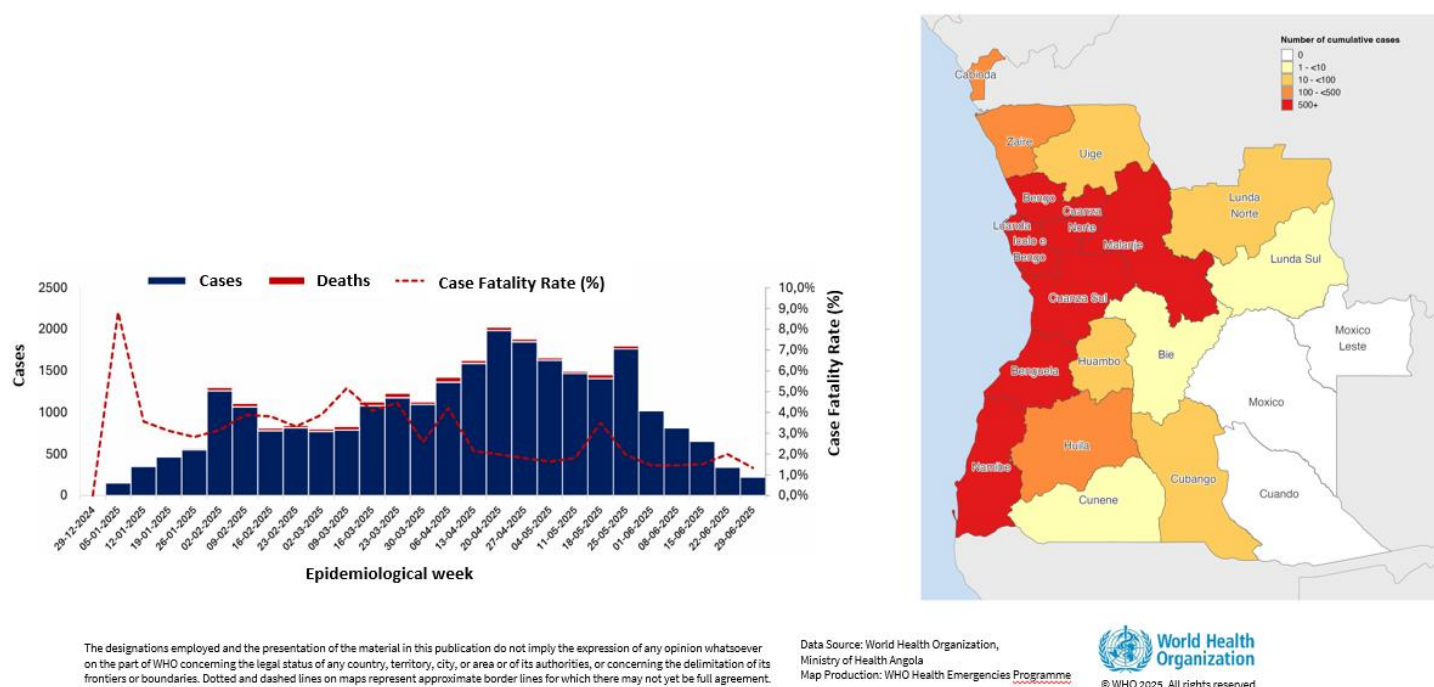 Cases
Deaths
Case Fatality Rate (%)
2500
2000
1500
1000
500
0
Cases
10,0%
9,0%
8,0%
7,0%
6,0%
5,0%
4,0%
3,0%
2,0%
1,0%
0,0%
Case Fatality Rate (%)
29-12-2024
05-01-2025
12-01-2025
19-01-2025
26-01-2025
02-02-2025
09-02-2025
16-02-2025
23-02-2025
02-03-2025
09-03-2025
16-03-2025
23-03-2025
30-03-2025
06-04-2025
13-04-2025
20-04-2025
27-04-2025
04-05-2025
11-05-2025
18-05-2025
25-05-2025
01-06-2025
08-06-2025
15-06-2025
22-06-2025
29-06-2025
Epidemiological week
Number of cumulative cases
0
1 - <10
10 - <100
100 - <500
500+
Cabinda
Zaire
Uige
Bengo
Cuanza
Norte
Luanda
Icolo e
Bengo
Malanje
Lunda
Norte
Lunda Sul
Cuanza Sul
Moxico
Leste
Huambo
Bie
Benguela
Moxico
Huila
Namibe
Cubango
Cuando
Cunene
The designations employed and the presentation of the material in this publication do not imply the expression of any opinion whatsoever
on the part of WHO concerning the legal status of any country, territory, city, or area or of its authorities, or concerning the delimitation of its
frontiers or boundaries. Dotted and dashed lines on maps represent approximate border lines for which there may not yet be full agreement.
Data Source: World Health Organization,
Ministry of Health Angola
Map Production: WHO Health Emergencies Programme
World Health
Organization
© WHO 2025. All rights reserved